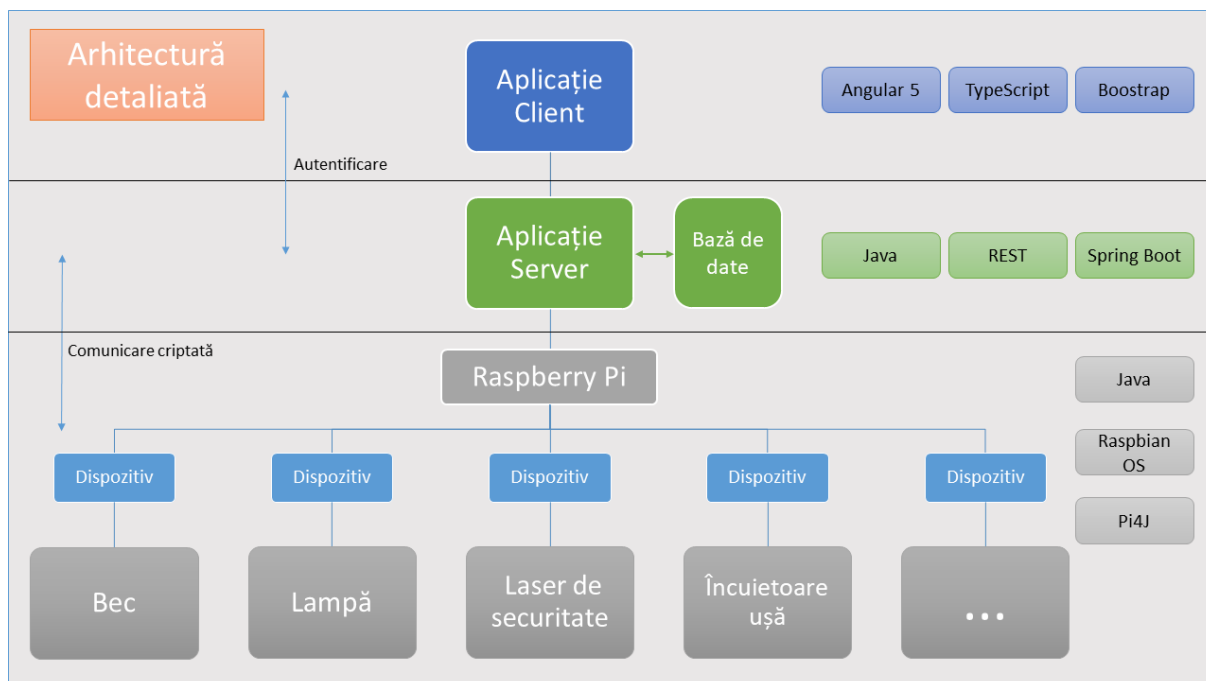 Arhitectură
detaliată
Aplicație
Client
Angular 5
TypeScript
Boostrap
Autentificare
Aplicație
Server
Bază de
date
Java
REST
Spring Boot
Comunicare criptată
Raspberry Pi
Java
Raspbian
OS
Pi4J
Dispozitiv
Dispozitiv
Dispozitiv
Dispozitiv
Dispozitiv
Bec
Lampă
Laser de
securitate
Încuietoare
ușă
...